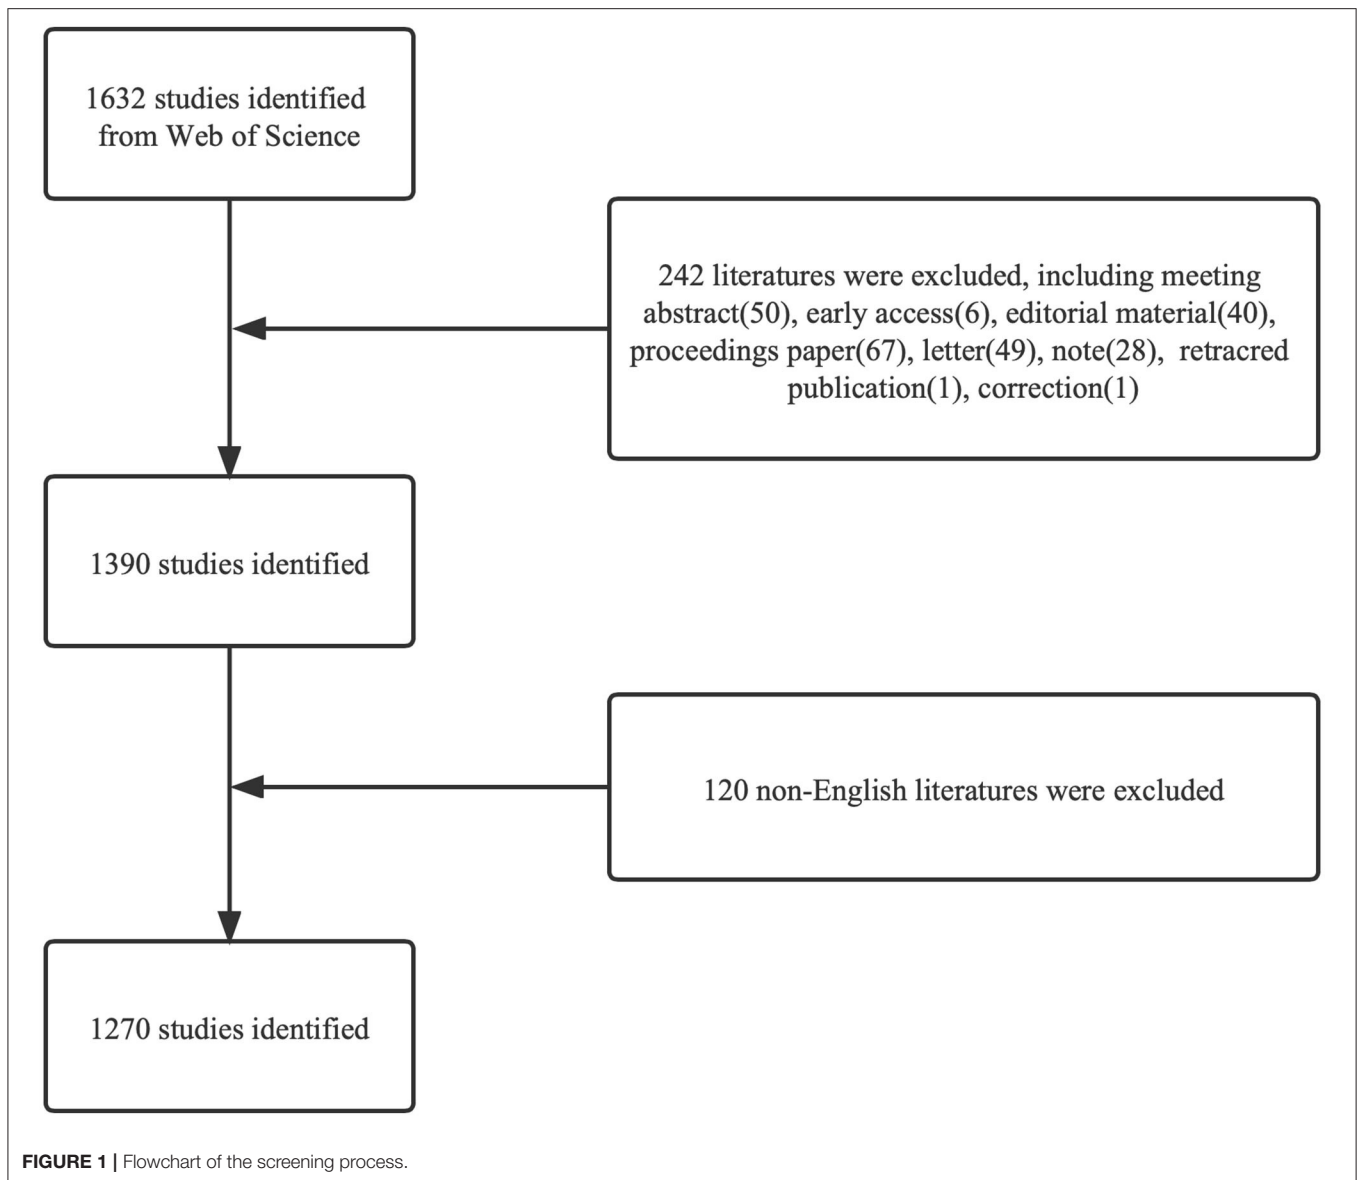 1632 studies identified
from Web of Science
242 literatures were excluded, including meeting
abstract(50), early access(6), editorial material(40),
proceedings paper(67), letter(49), note(28), retracred
publication(1), correction(1)
1390 studies identified
120 non-English literatures were excluded
1270 studies identified
FIGURE 1 | Flowchart of the screening process.